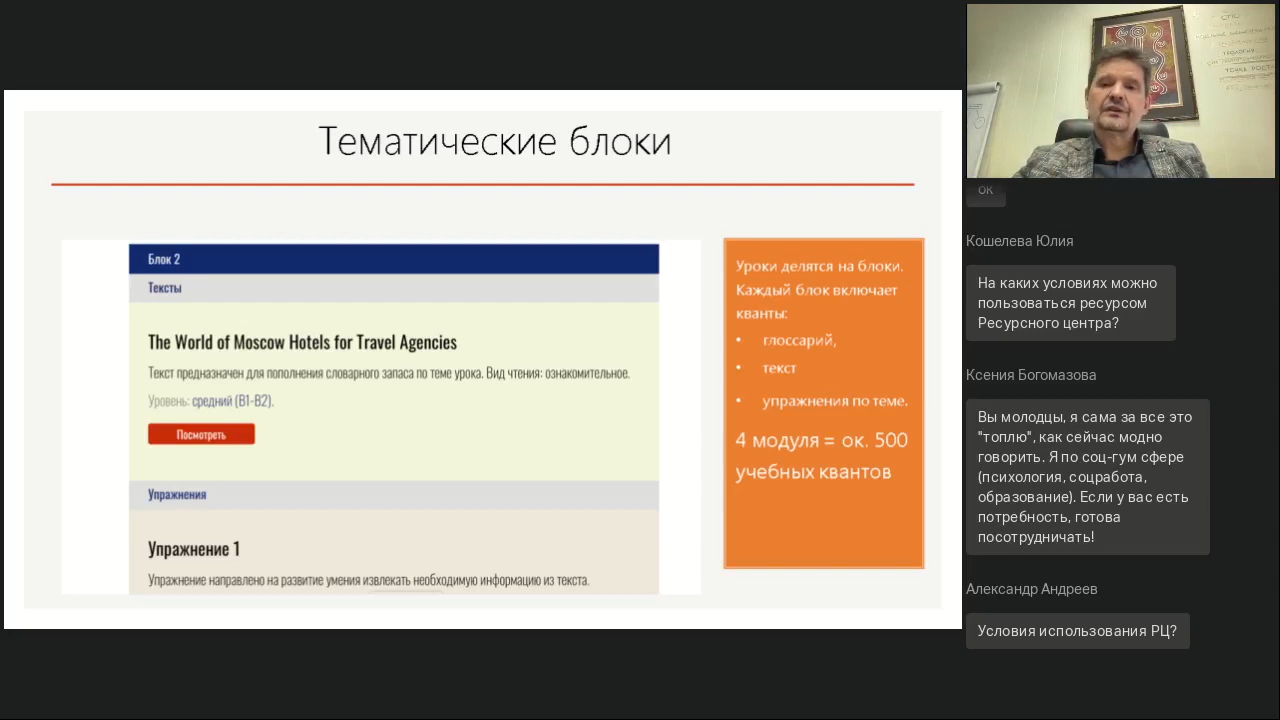 Тематические блоки
Блок 2
Тексты
The World of Moscow Hotels for Travel Agencies
Текст предназначен для пополнения словарного запаса по теме урока. Вид чтения: ознакомительное.
Уровень: средний (B1-B2).
Посмотреть
Упражнения
Упражнение 1
Упражнение направлено на развитие умения извлекать необходимую информацию из текста.
Уроки делятся на блоки.
Каждый блок включает
кванты:
• глоссарий,
• текст
• упражнения по теме.
4 модуля = ок. 500
учебных квантов
СПО
ТЕОЛОГИЯ
ТОЧКА РОСТА
ок
Кошелева Юлия
На каких условиях можно
пользоваться ресурсом
Ресурсного центра?
Ксения Богомазова
Вы молодцы, я сама за все это
"топлю", как сейчас модно
говорить. Я по соц-гум сфере
(психология, соцработа,
образование). Если у вас есть
потребность, готова
посотрудничать!
Александр Андреев
Условия использования РЦ?